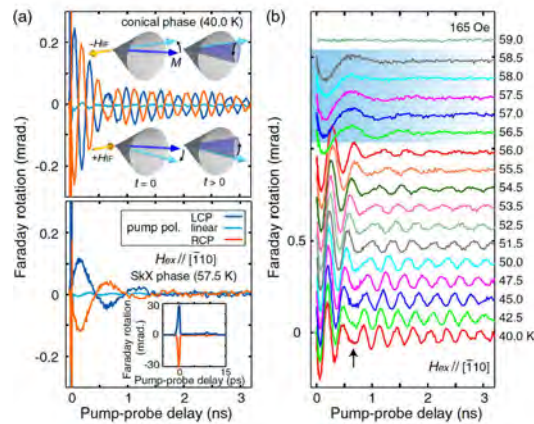 (a)
conical phase (40.0 K)
-HIF
M
+HIF
t = 0
t > 0
0.2
0
-0.2
Faraday rotation (mrad.)
pump pol.
LCP
linear
RCP
Hex // [1̅10]
SkX phase (57.5 K)
0.2
0
-0.2
Faraday rotation (mrad.)
30
0
-30
0
15
Pump-probe delay (ps)
0
1
2
3
Pump-probe delay (ns)
(b)
165 Oe
59.0
58.5
58.0
57.5
57.0
56.5
56.0
55.5
54.5
53.5
52.5
51.5
50.0
47.5
45.0
42.5
40.0 K
Faraday rotation (mrad.)
0.5
0
Hex // [1̅10]
0
1
2
3
Pump-probe delay (ns)